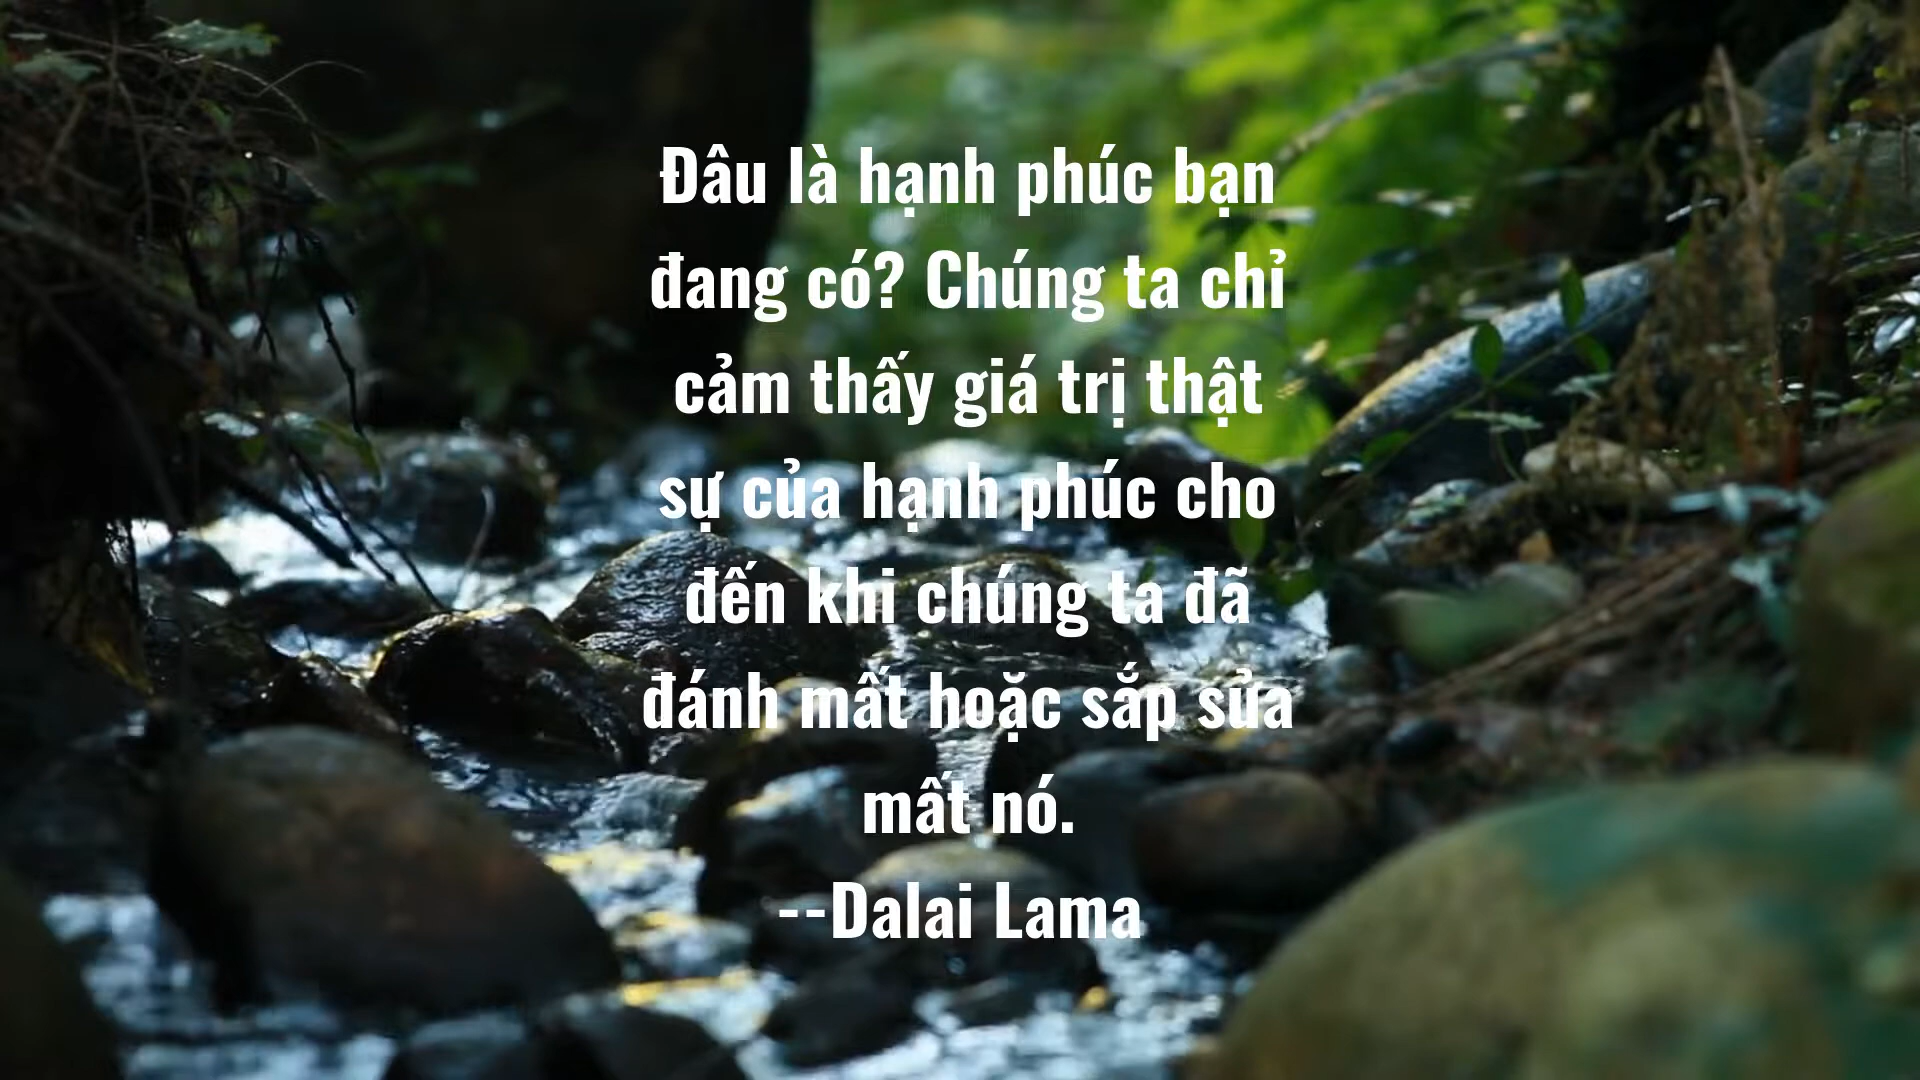 Đâu là hạnh phúc bạn
đang có? Chúng ta chỉ
cảm thấy giá trị thật
sự của hạnh phúc cho
đến khi chúng ta đã
đánh mất hoặc sắp sửa
mất nó.
--Dalai Lama